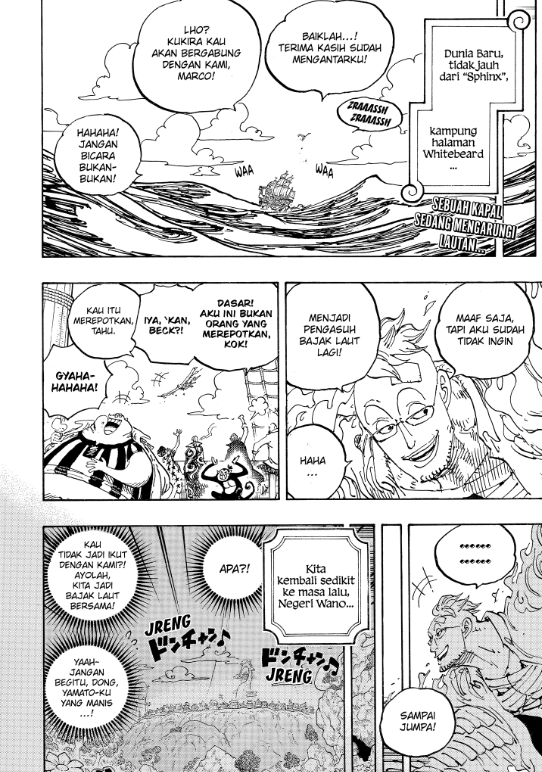 Dunia Baru,
tidak jauh
dari "Sphinx",
kampung
halaman
Whitebeard
...
SEBUAH KAPAL
SEDANG MENGARUNGI
LAUTAN...
ZRAAASSH
ZRAAASSH
BAIKLAH...!
TERIMA KASIH SUDAH
MENGANTARKU!
LHO?
KUKIRA KAU
AKAN BERGABUNG
DENGAN KAMI,
MARCO!
WAA
WAA
HAHAHA!
JANGAN
BICARA
BUKAN-
BUKAN!
MAAF SAJA,
TAPI AKU SUDAH
TIDAK INGIN
MENJADI
PENGASUH
BAJAK LAUT
LAGI!
HAHA
...
DASAR!
AKU INI BUKAN
ORANG YANG
MEREPOTKAN,
KOK!
IYA, 'KAN,
BECK?!
KAU ITU
MEREPOTKAN,
TAHU.
GYAHA-
HAHAHA!
......
......
SAMPAI
JUMPA!
Kita
kembali sedikit
ke masa lalu,
Negeri Wano...
APA?!
KAU
TIDAK JADI IKUT
DENGAN KAMI?!
AYOLAH,
KITA JADI
BAJAK LAUT
BERSAMA!
ドンチャン♪
JRENG
JRENG
ドンチャン♪
YAAH-
JANGAN
BEGITU, DONG,
YAMATO-KU
YANG MANIS
...!